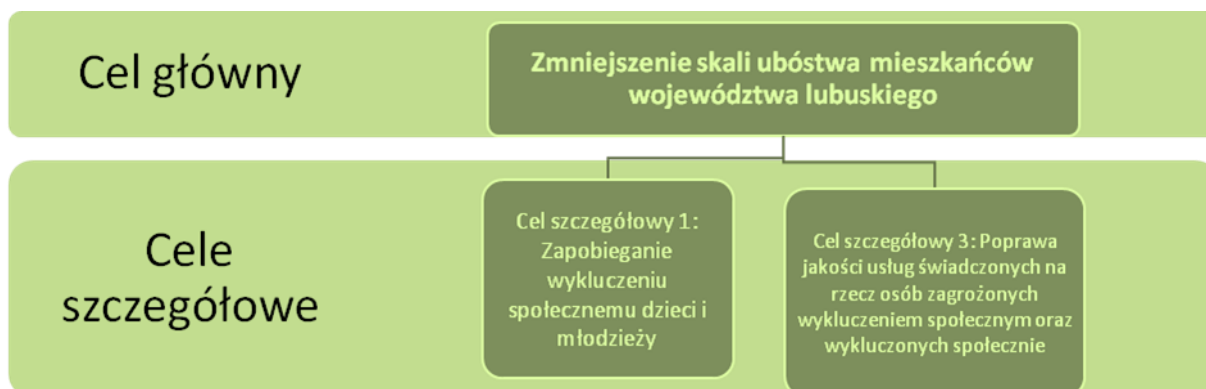 Cel główny
Zmniejszenie skali ubóstwa mieszkańców
województwa lubuskiego
Cele
szczegółowe
Cel szczegółowy 1:
Zapobieganie
wykluczeniu
społecznemu dzieci i
młodzieży
Cel szczegółowy 3: Poprawa
jakości usług świadczonych na
rzecz osób zagrożonych
wykluczeniem społecznym oraz
wykluczonych społecznie